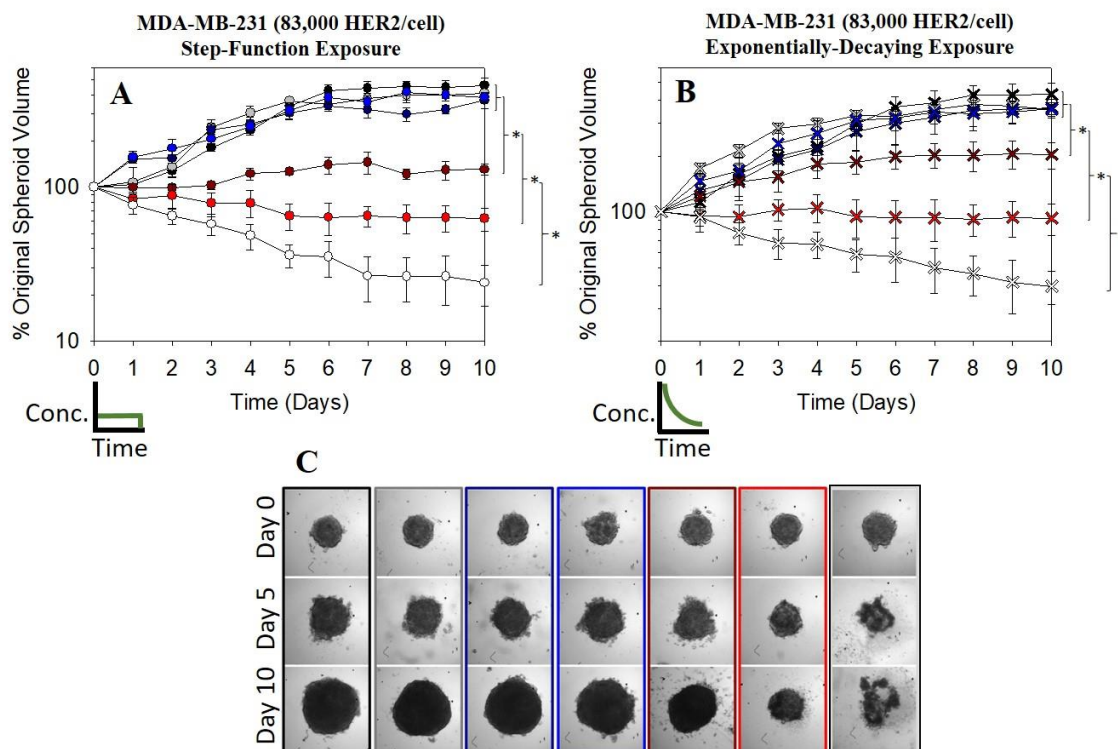 MDA-MB-231 (83,000 HER2/cell)
Step-Function Exposure
A
% Original Spheroid Volume
100
10
0 1 2 3 4 5 6 7 8 9 10
Time (Days)
*
*
*
Conc.
Time
MDA-MB-231 (83,000 HER2/cell)
Exponentially-Decaying Exposure
B
% Original Spheroid Volume
100
0 1 2 3 4 5 6 7 8 9 10
Time (Days)
*
*
Conc.
Time
C
Day 0
Day 5
Day 10